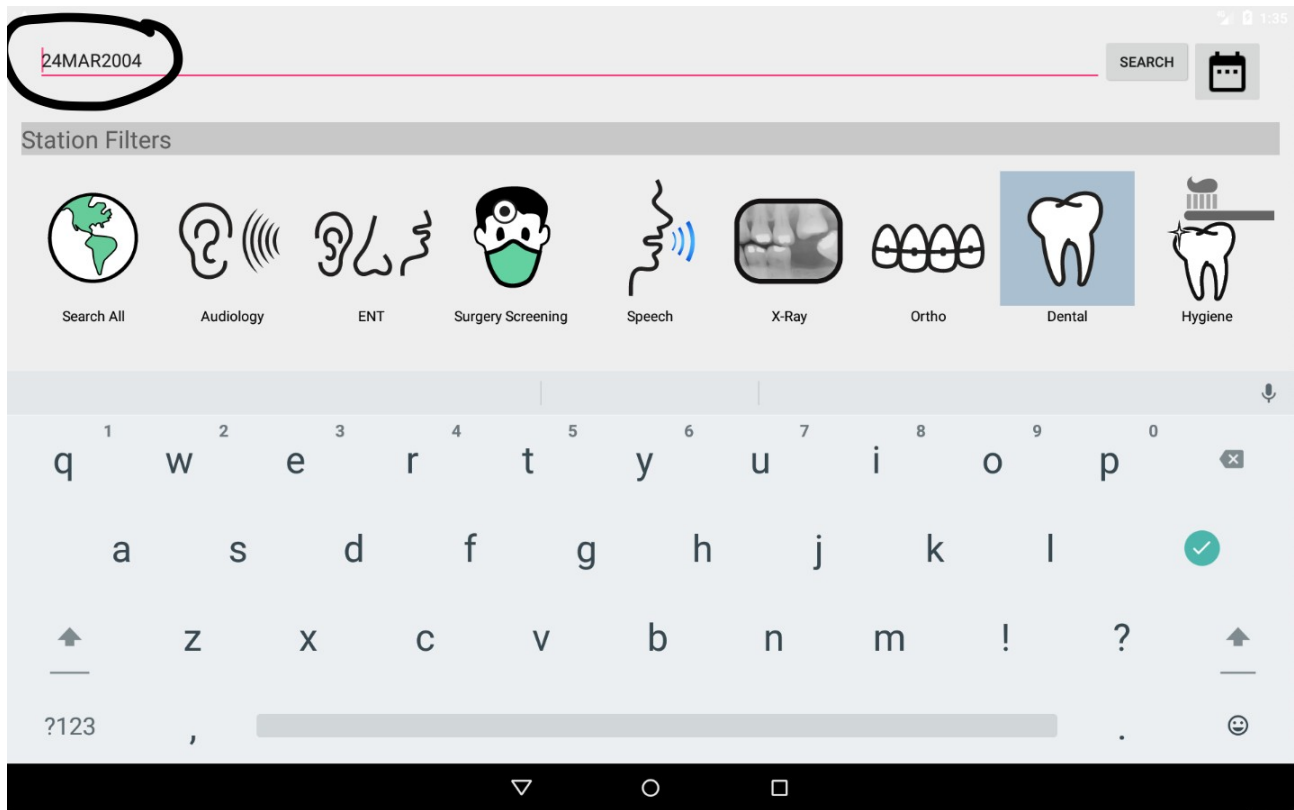 1:35
24MAR2004
SEARCH
Station Filters
Search All Audiology ENT Surgery Screening Speech X-Ray Ortho Dental Hygiene
1 2 3 4 5 6 7 8 9 0
q w e r t y u i o p
a s d f g h j k l
z x c v b n m ! ?
?123 , .